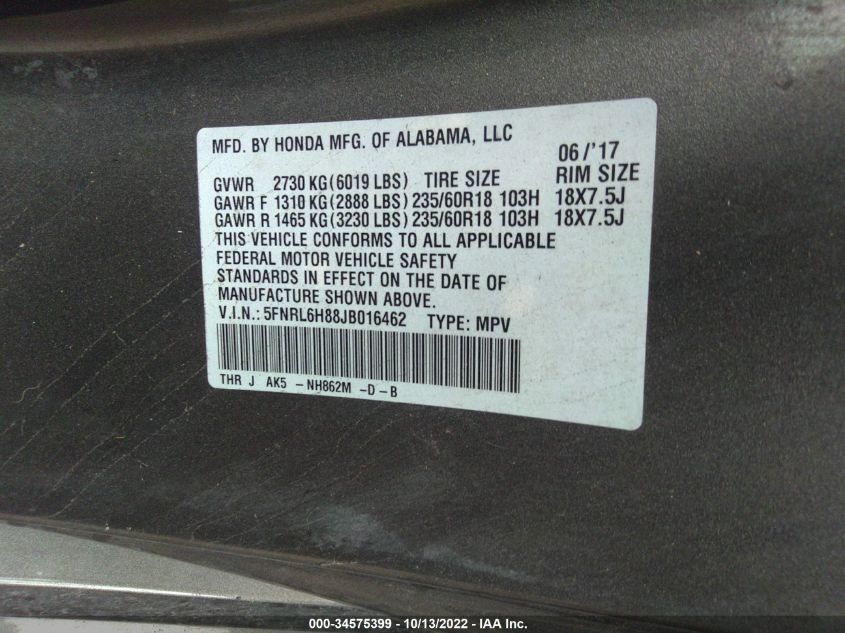 MFD. BY HONDA MFG. OF ALABAMA, LLC
06/'17
GVWR 2730 KG(6019 LBS) TIRE SIZE RIM SIZE
GAWR F 1310 KG(2888 LBS) 235/60R18 103H 18X7.5J
GAWR R 1465 KG(3230 LBS) 235/60R18 103H 18X7.5J
THIS VEHICLE CONFORMS TO ALL APPLICABLE
FEDERAL MOTOR VEHICLE SAFETY
STANDARDS IN EFFECT ON THE DATE OF
MANUFACTURE SHOWN ABOVE.
V.I.N.: 5FNRL6H88JB016462 TYPE: MPV
THR J AK5 -NH862M -D-B
000-34575399 - 10/13/2022 - IAA Inc.